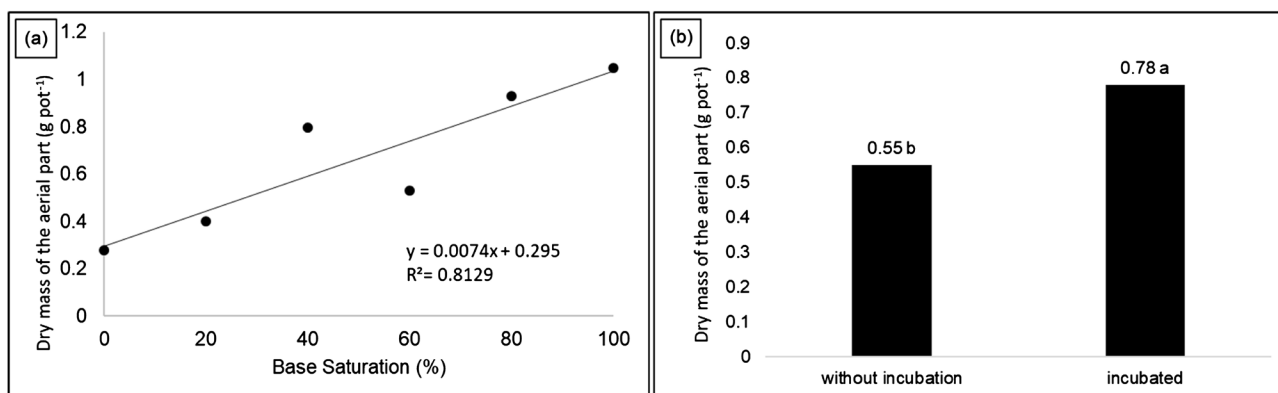 (a)
Dry mass of the aerial part (g pot⁻¹)
1.2
1
0.8
0.6
0.4
0.2
0
y = 0.0074x + 0.295
R² = 0.8129
0 20 40 60 80 100
Base Saturation (%)
(b)
Dry mass of the aerial part (g pot⁻¹)
0.9
0.8
0.7
0.6
0.5
0.4
0.3
0.2
0.1
0
0.55 b
0.78 a
without incubation
incubated